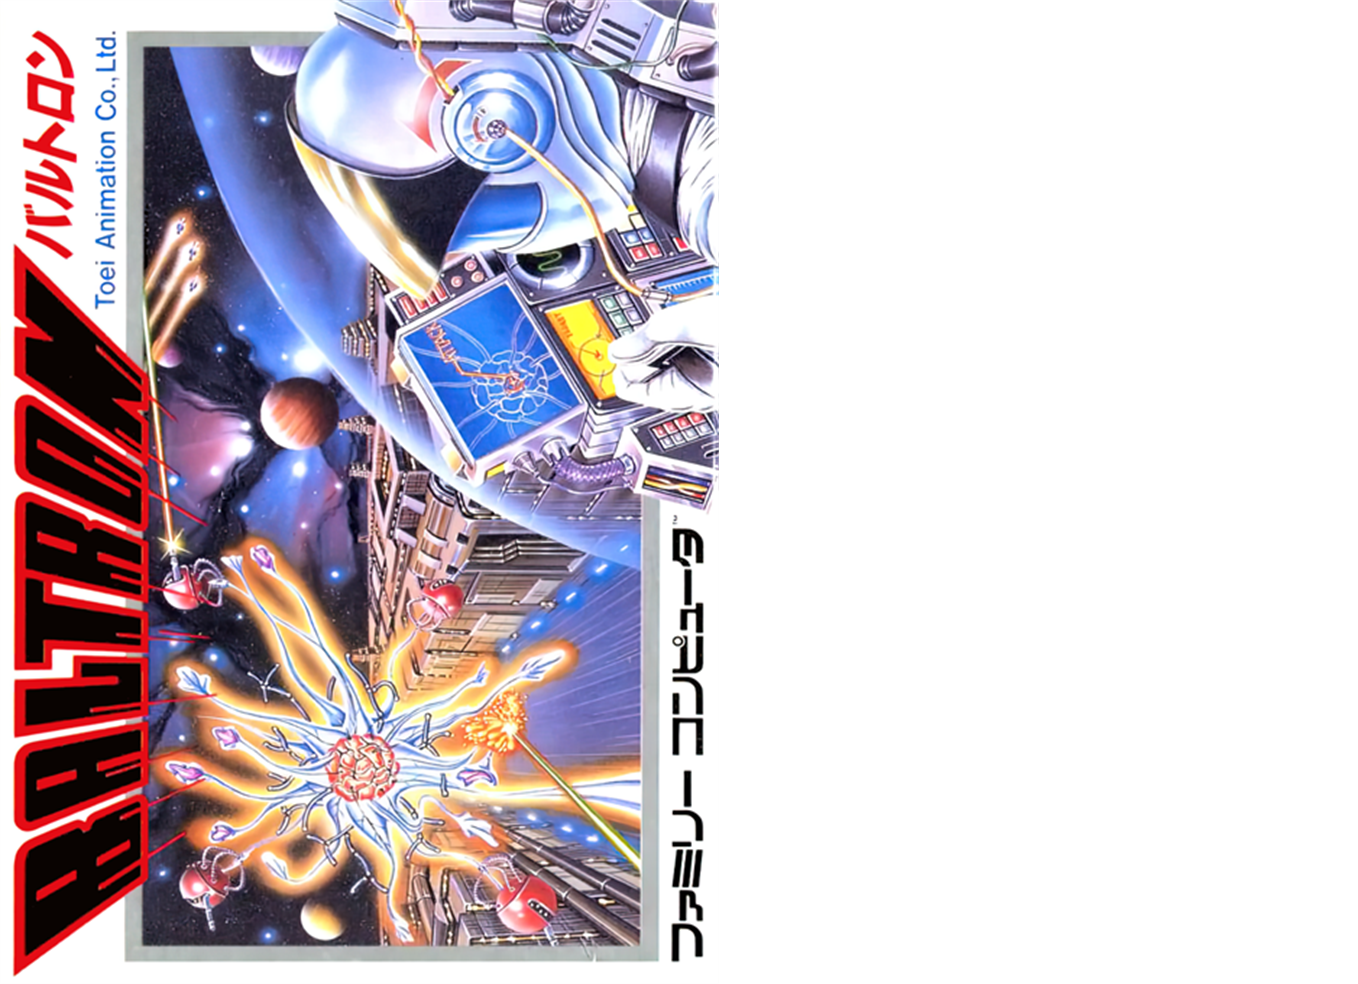 バルトロン
Toei Animation Co., Ltd.
BALTRON
ATTACK
ファミリー コンピュータ
TM